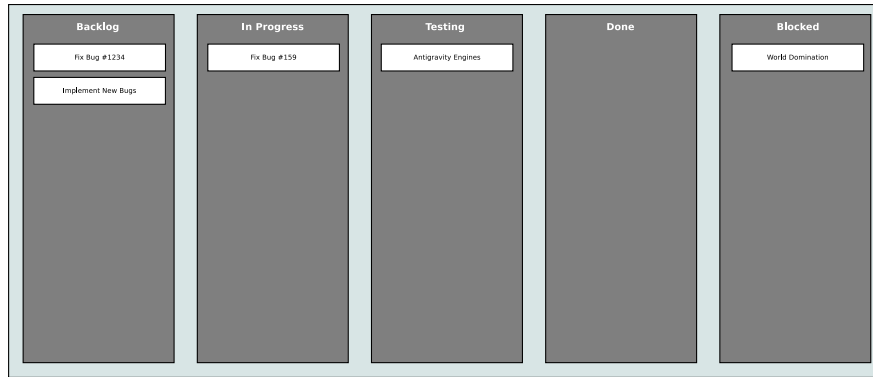 Backlog
Fix Bug #1234
Implement New Bugs
In Progress
Fix Bug #159
Testing
Antigravity Engines
Done
Blocked
World Domination